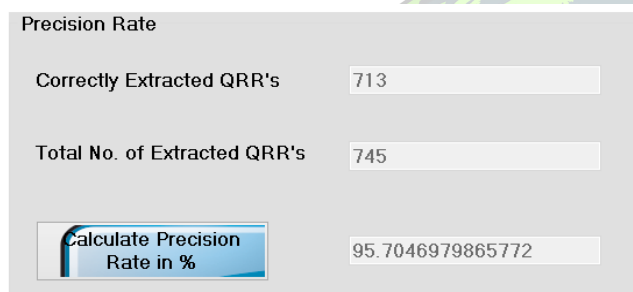 Precision Rate
Correctly Extracted QRR's 713
Total No. of Extracted QRR's 745
Calculate Precision
Rate in % 95.7046979865772